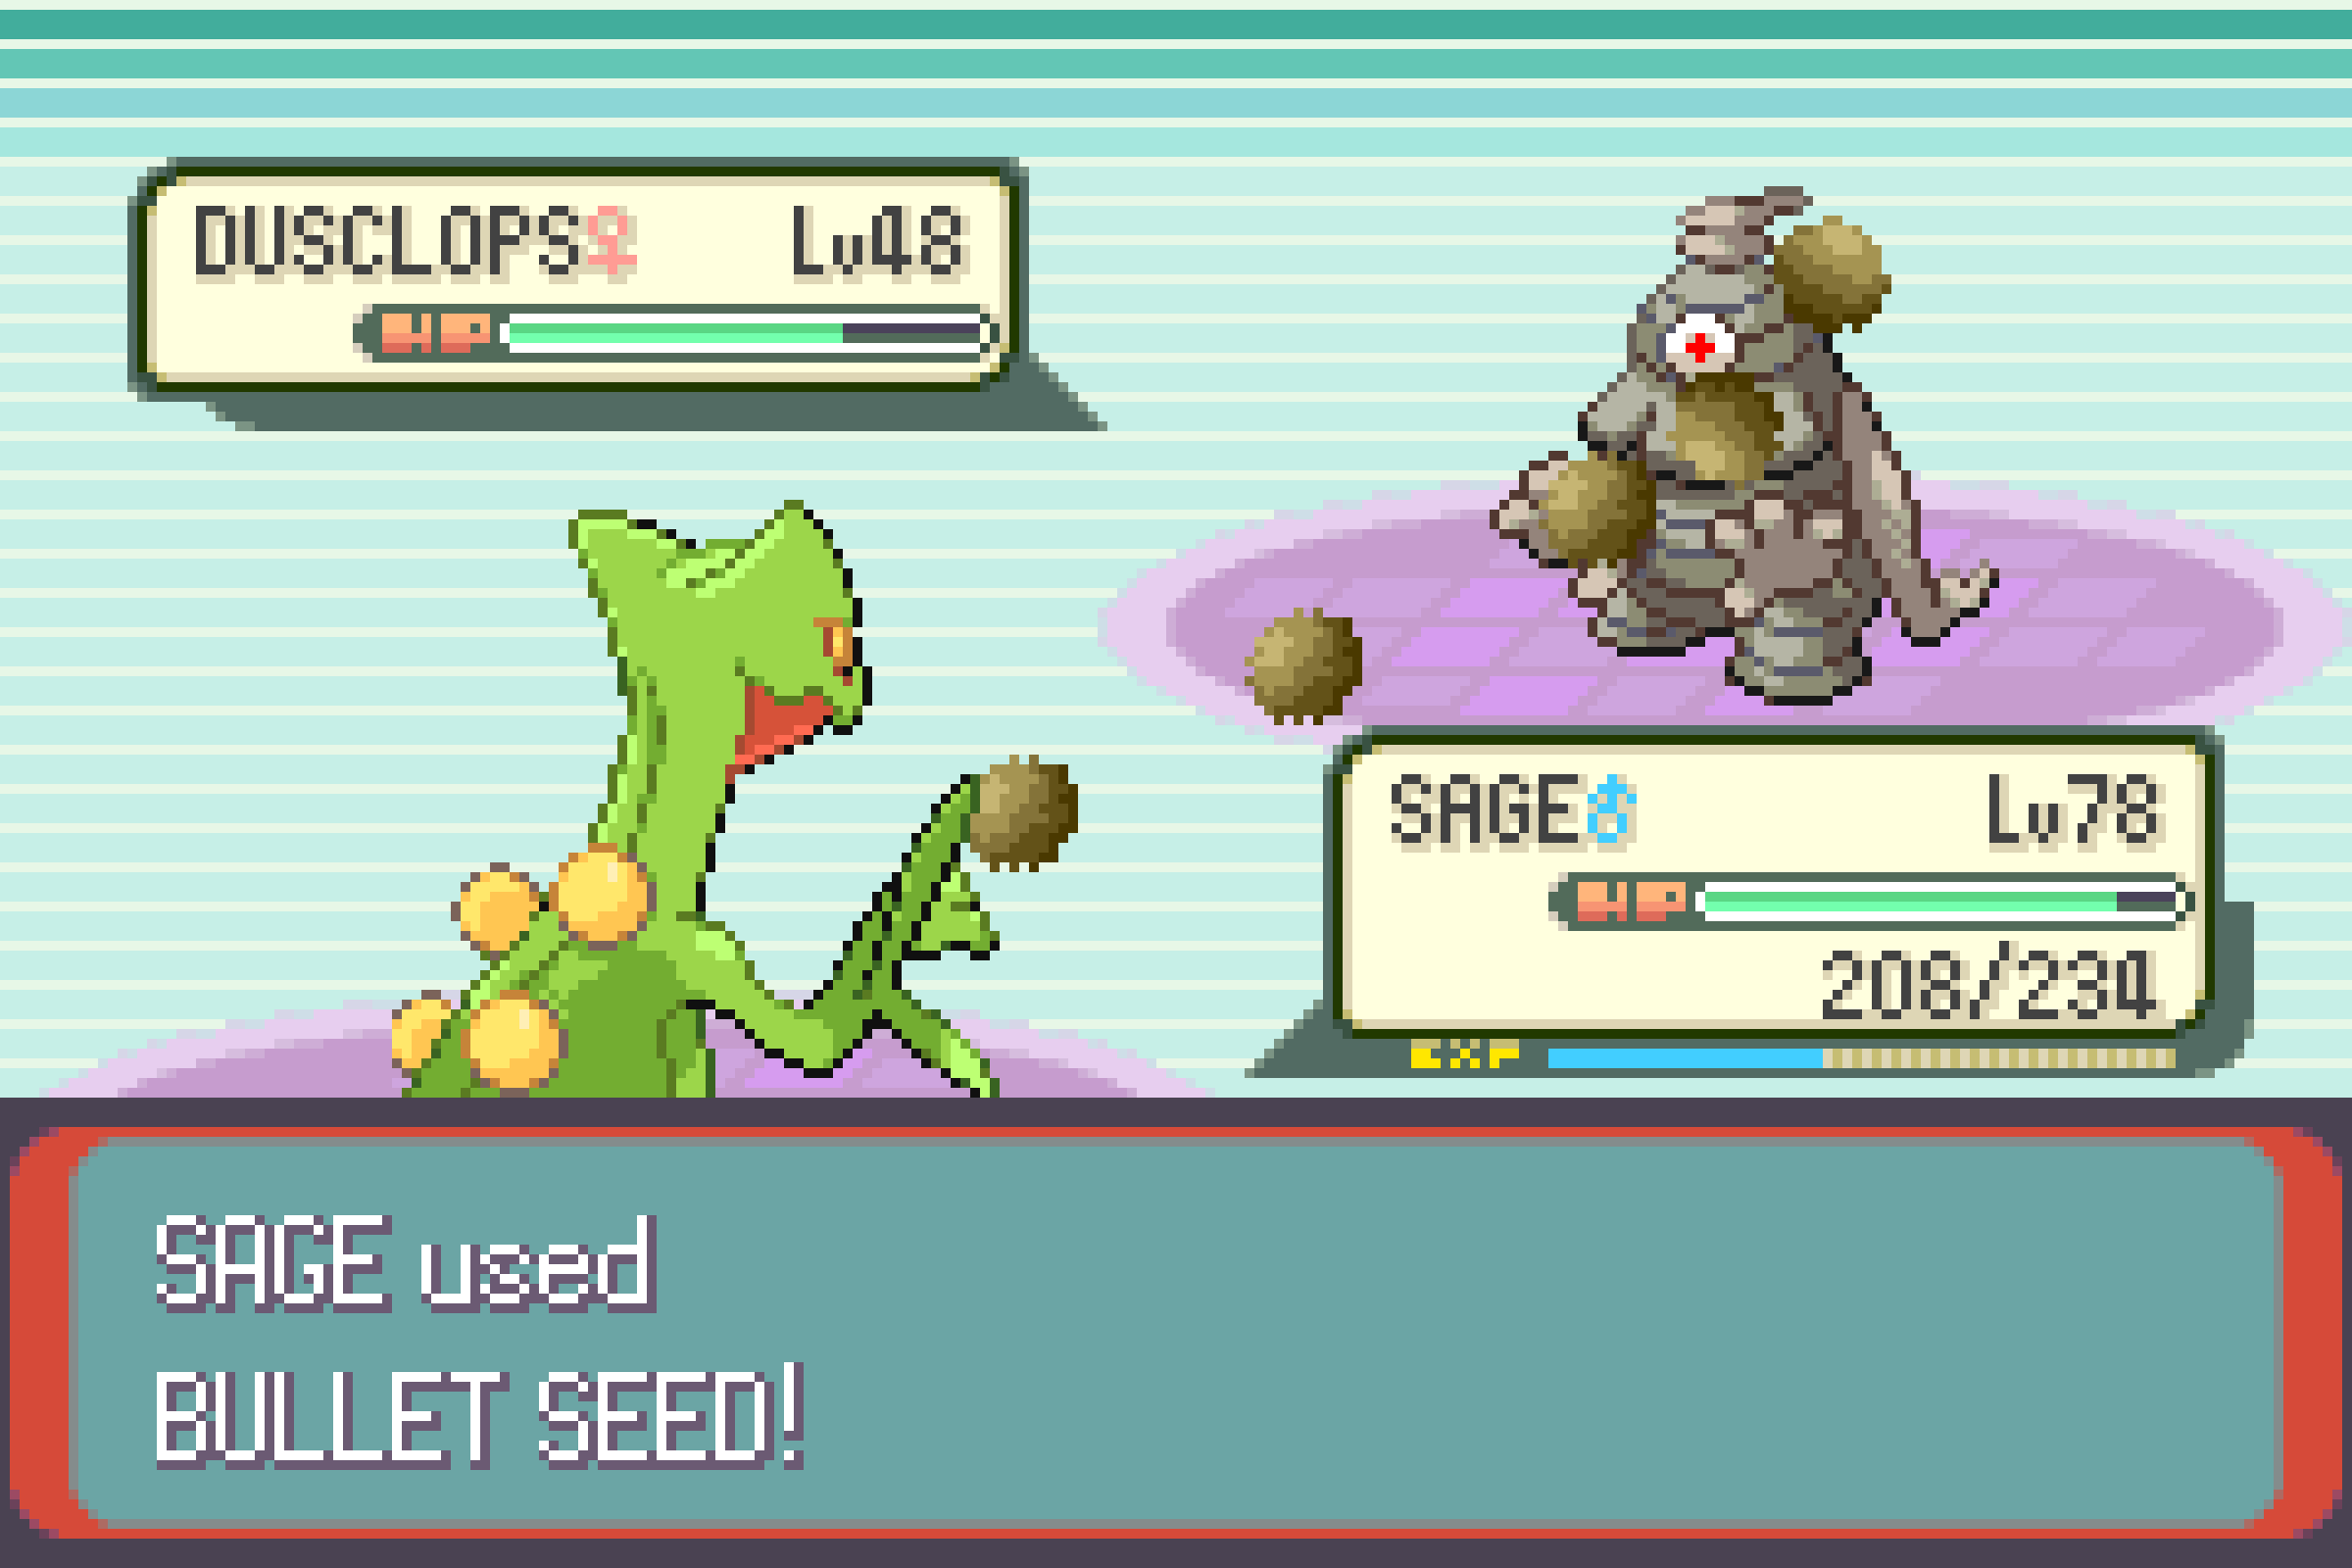 DUSCLOPS♀ Lv48
HP
SAGE♂ Lv78
HP
208/234
EXP
SAGE used
BULLET SEED!